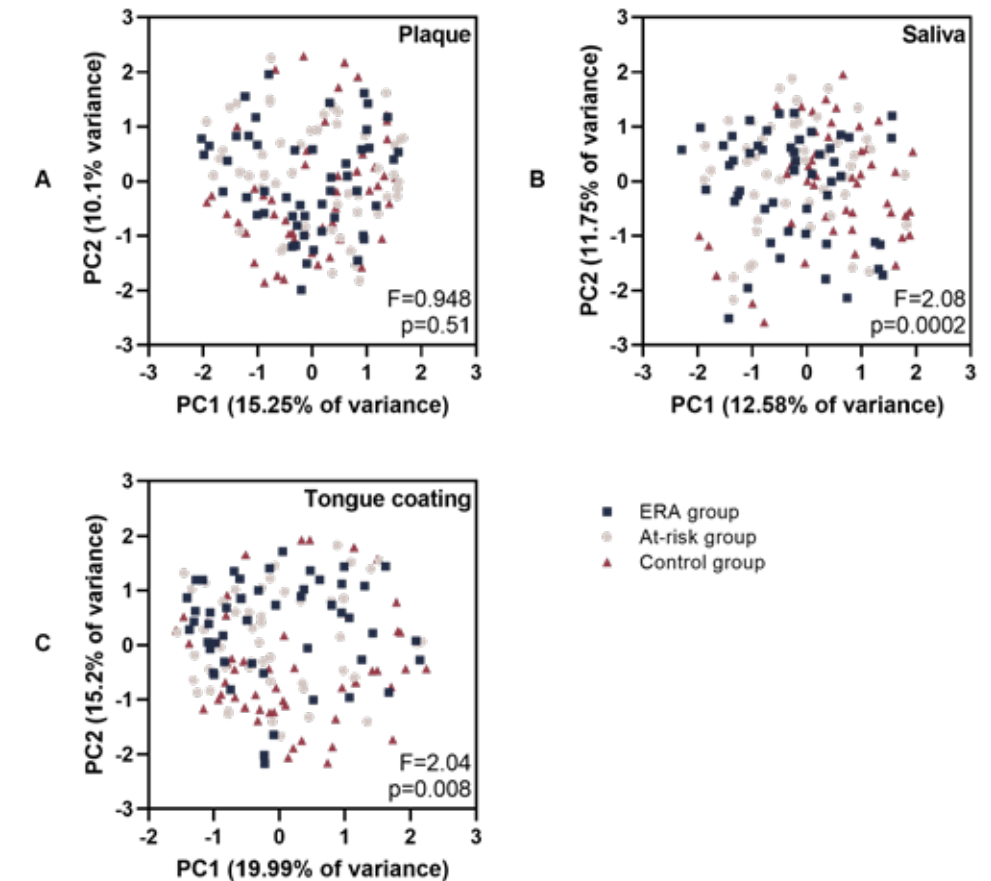 A
PC2 (10.1% variance)
3
2
1
0
-1
-2
-3
Plaque
F=0.948
p=0.51
-3 -2 -1 0 1 2 3
PC1 (15.25% of variance)
B
PC2 (11.75% of variance)
3
2
1
0
-1
-2
-3
Saliva
F=2.08
p=0.0002
-3 -2 -1 0 1 2 3
PC1 (12.58% of variance)
C
PC2 (15.2% of variance)
3
2
1
0
-1
-2
-3
Tongue coating
F=2.04
p=0.008
-2 -1 0 1 2 3
PC1 (19.99% of variance)
ERA group
At-risk group
Control group